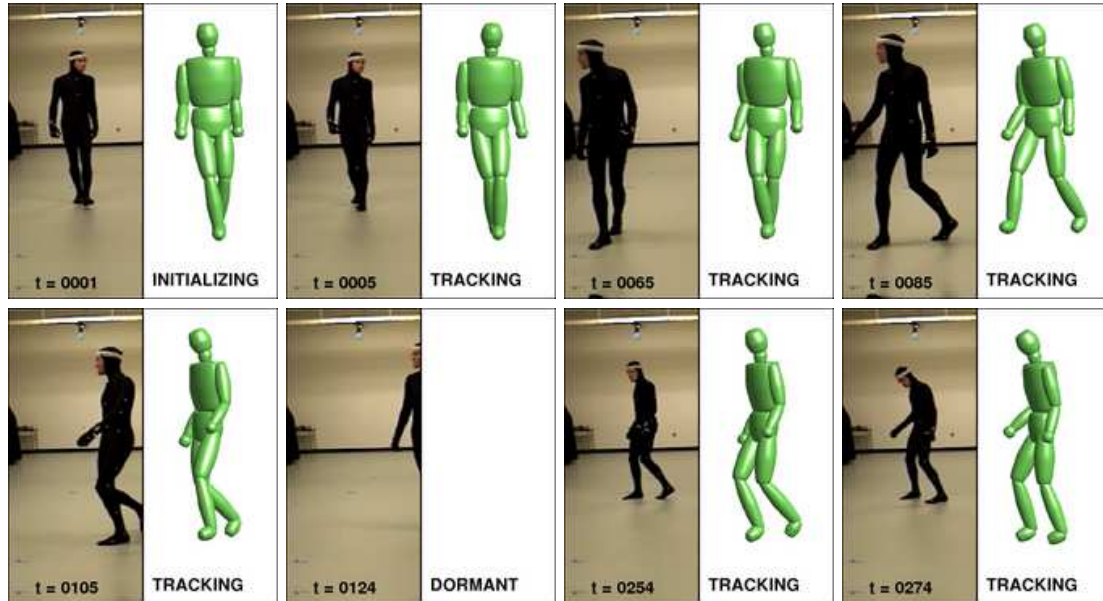 t = 0001 INITIALIZING
t = 0005 TRACKING
t = 0065 TRACKING
t = 0085 TRACKING
t = 0105 TRACKING
t = 0124 DORMANT
t = 0254 TRACKING
t = 0274 TRACKING